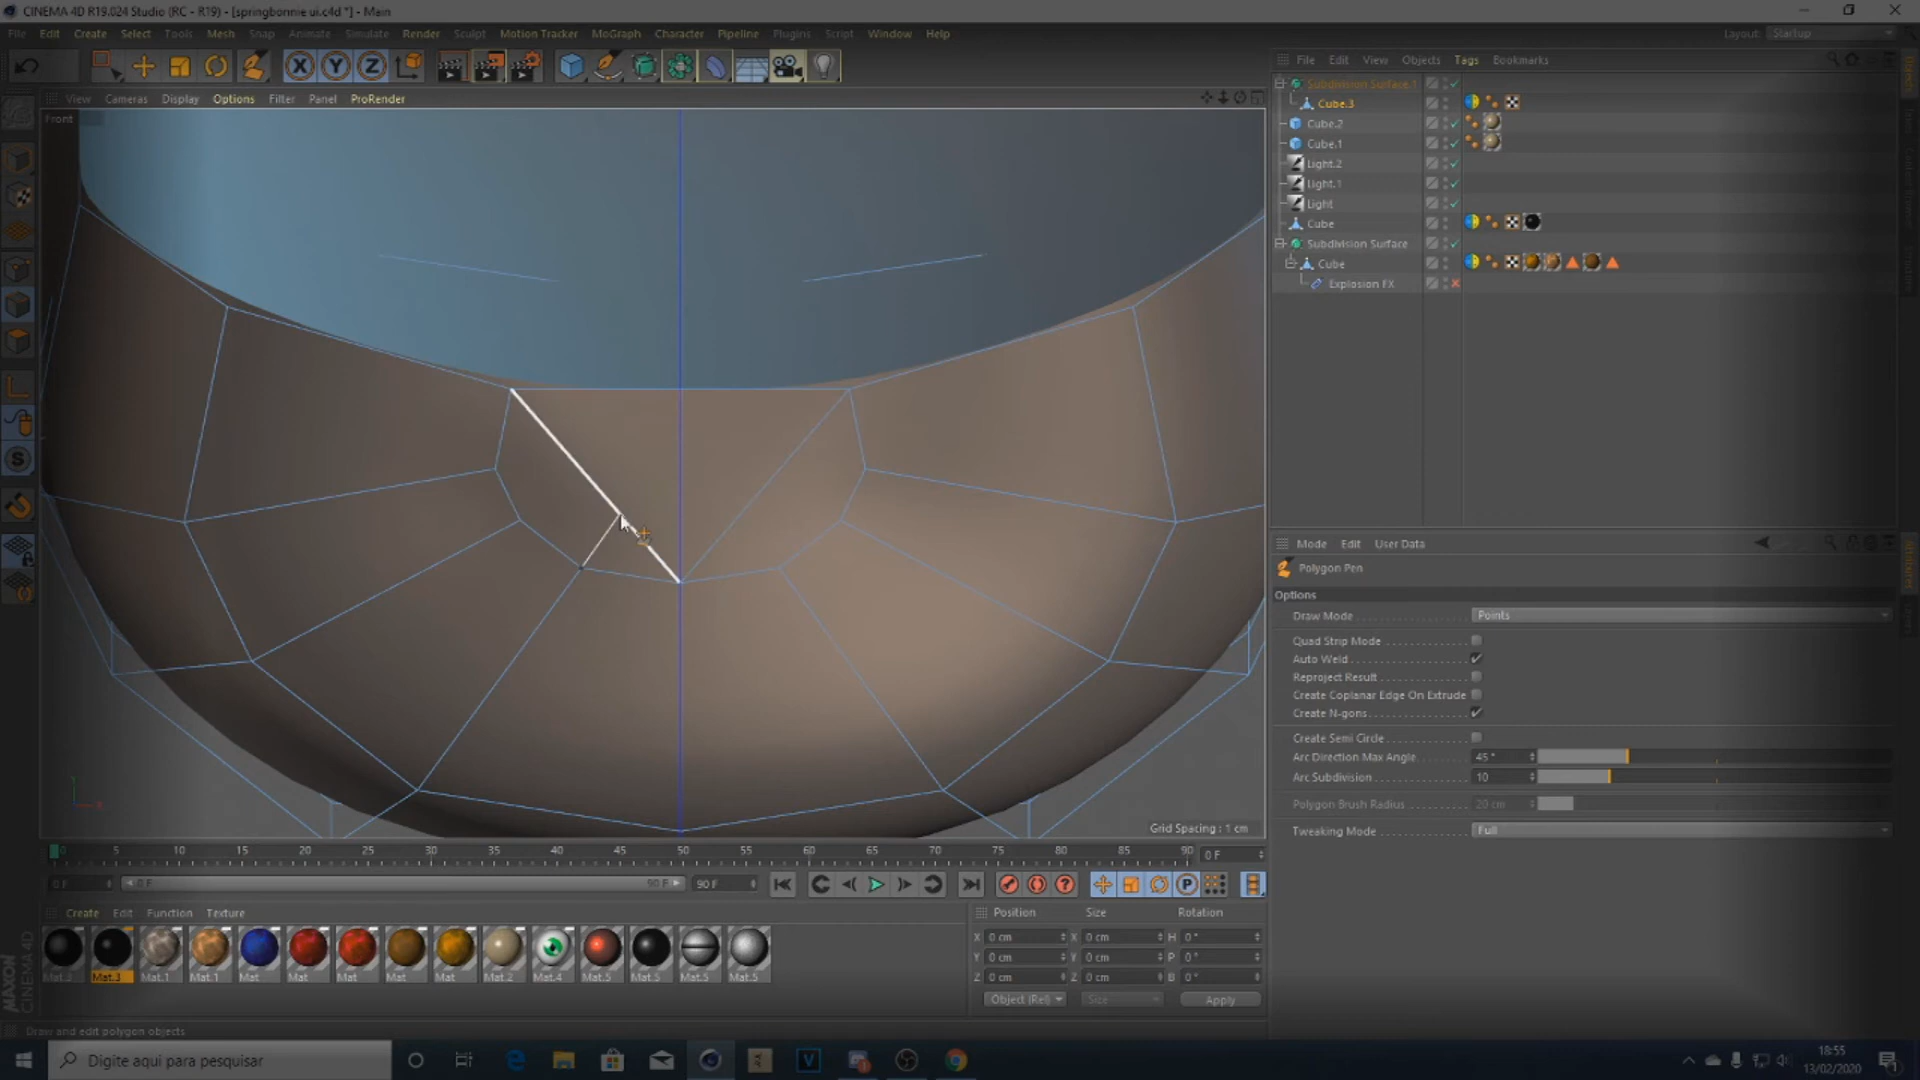 CINEMA 4D R19.024 Studio (RC - R19) - [springbonnie ui.c4d *] - Main
File Edit Create Select Tools Mesh Snap Animate Simulate Render Sculpt Motion Tracker MoGraph Character Pipeline Plugins Script Window Help
Layout: Startup
X Y Z
File Edit View Objects Tags Bookmarks
View Cameras Display Options Filter Panel ProRender
Front
Subdivision Surface.1
Cube.3
Cube.2
Cube.1
Light.2
Light.1
Light
Cube
Subdivision Surface
Cube
Explosion FX
Objects
Mode Edit User Data
Polygon Pen
Options
Draw Mode Points
Quad Strip Mode
Auto Weld
Reproject Result
Create Coplanar Edge On Extrude
Create N-gons
Create Semi Circle
Arc Direction Max Angle 45 °
Arc Subdivision 10
Polygon Brush Radius 20 cm
Tweaking Mode Full
Attributes
Grid Spacing : 1 cm
0 5 10 15 20 25 30 35 40 45 50 55 60 65 70 75 80 85 90 0 F
0 F 0 F 90 F 90 F
Create Edit Function Texture
Mat.3 Mat.3 Mat.1 Mat.1 Mat Mat Mat Mat Mat Mat.2 Mat.4 Mat.5 Mat.5 Mat.5 Mat.5
Position Size Rotation
X 0 cm X 0 cm H 0 °
Y 0 cm Y 0 cm P 0 °
Z 0 cm Z 0 cm B 0 °
Object (Rel) Size Apply
MAXON
CINEMA 4D
Draw and edit polygon objects
Digite aqui para pesquisar
18:55
13/02/2020